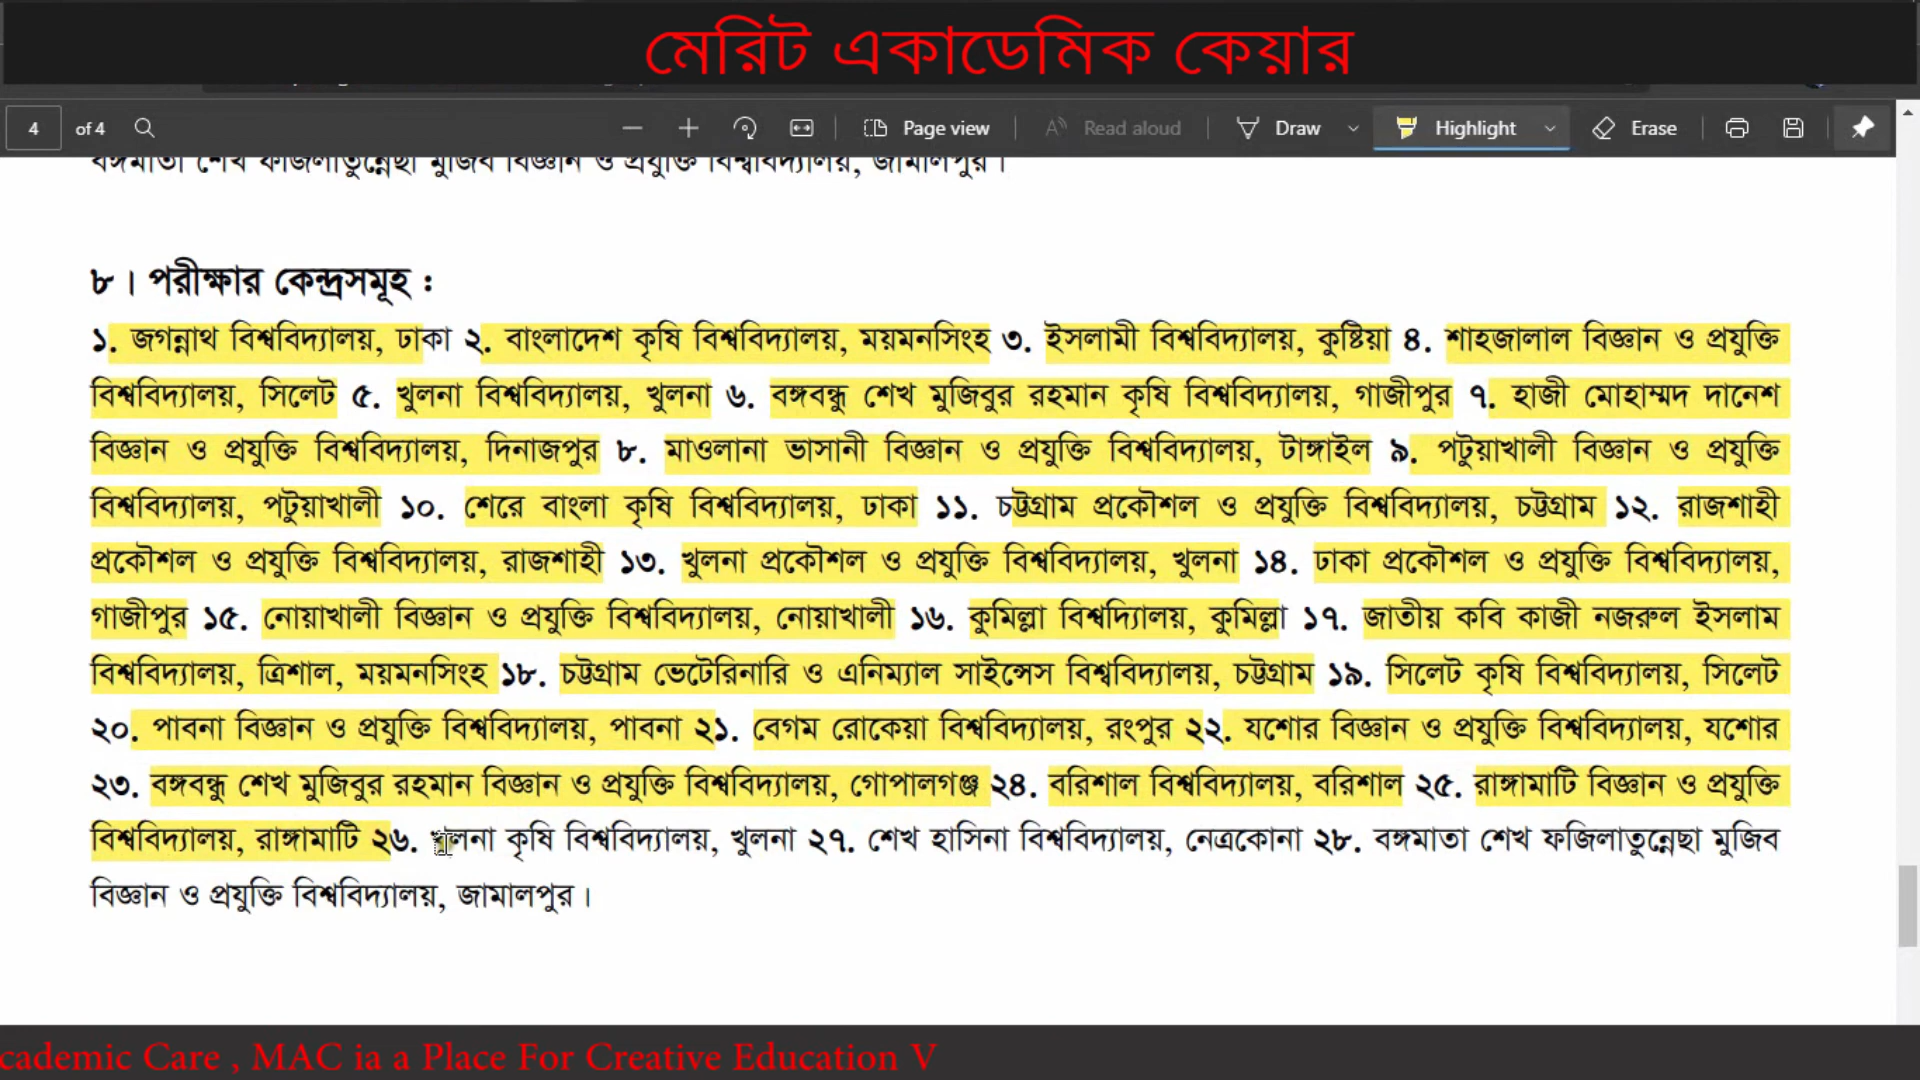 মেরিট একাডেমিক কেয়ার
4 of 4 Page view Read aloud Draw Highlight Erase
বঙ্গমাতা শেখ ফজিলাতুন্নেছা মুজিব বিজ্ঞান ও প্রযুক্তি বিশ্ববিদ্যালয়, জামালপুর।
৮। পরীক্ষার কেন্দ্রসমূহ :
১. জগন্নাথ বিশ্ববিদ্যালয়, ঢাকা ২. বাংলাদেশ কৃষি বিশ্ববিদ্যালয়, ময়মনসিংহ ৩. ইসলামী বিশ্ববিদ্যালয়, কুষ্টিয়া ৪. শাহজালাল বিজ্ঞান ও প্রযুক্তি
বিশ্ববিদ্যালয়, সিলেট ৫. খুলনা বিশ্ববিদ্যালয়, খুলনা ৬. বঙ্গবন্ধু শেখ মুজিবুর রহমান কৃষি বিশ্ববিদ্যালয়, গাজীপুর ৭. হাজী মোহাম্মদ দানেশ
বিজ্ঞান ও প্রযুক্তি বিশ্ববিদ্যালয়, দিনাজপুর ৮. মাওলানা ভাসানী বিজ্ঞান ও প্রযুক্তি বিশ্ববিদ্যালয়, টাঙ্গাইল ৯. পটুয়াখালী বিজ্ঞান ও প্রযুক্তি
বিশ্ববিদ্যালয়, পটুয়াখালী ১০. শেরে বাংলা কৃষি বিশ্ববিদ্যালয়, ঢাকা ১১. চট্টগ্রাম প্রকৌশল ও প্রযুক্তি বিশ্ববিদ্যালয়, চট্টগ্রাম ১২. রাজশাহী
প্রকৌশল ও প্রযুক্তি বিশ্ববিদ্যালয়, রাজশাহী ১৩. খুলনা প্রকৌশল ও প্রযুক্তি বিশ্ববিদ্যালয়, খুলনা ১৪. ঢাকা প্রকৌশল ও প্রযুক্তি বিশ্ববিদ্যালয়,
গাজীপুর ১৫. নোয়াখালী বিজ্ঞান ও প্রযুক্তি বিশ্ববিদ্যালয়, নোয়াখালী ১৬. কুমিল্লা বিশ্বদ্যিালয়, কুমিল্লা ১৭. জাতীয় কবি কাজী নজরুল ইসলাম
বিশ্ববিদ্যালয়, ত্রিশাল, ময়মনসিংহ ১৮. চট্টগ্রাম ভেটেরিনারি ও এনিম্যাল সাইন্সেস বিশ্ববিদ্যালয়, চট্টগ্রাম ১৯. সিলেট কৃষি বিশ্ববিদ্যালয়, সিলেট
২০. পাবনা বিজ্ঞান ও প্রযুক্তি বিশ্ববিদ্যালয়, পাবনা ২১. বেগম রোকেয়া বিশ্ববিদ্যালয়, রংপুর ২২. যশোর বিজ্ঞান ও প্রযুক্তি বিশ্ববিদ্যালয়, যশোর
২৩. বঙ্গবন্ধু শেখ মুজিবুর রহমান বিজ্ঞান ও প্রযুক্তি বিশ্ববিদ্যালয়, গোপালগঞ্জ ২৪. বরিশাল বিশ্ববিদ্যালয়, বরিশাল ২৫. রাঙ্গামাটি বিজ্ঞান ও প্রযুক্তি
বিশ্ববিদ্যালয়, রাঙ্গামাটি ২৬. খুলনা কৃষি বিশ্ববিদ্যালয়, খুলনা ২৭. শেখ হাসিনা বিশ্ববিদ্যালয়, নেত্রকোনা ২৮. বঙ্গমাতা শেখ ফজিলাতুন্নেছা মুজিব
বিজ্ঞান ও প্রযুক্তি বিশ্ববিদ্যালয়, জামালপুর।
cademic Care , MAC ia a Place For Creative Education V